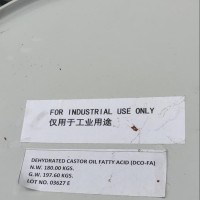 FOR INDUSTRIAL USE ONLY
仅用于工业用途
DEHYDRATED CASTOR OIL FATTY ACID (DCO-FA)
N.W. 180.00 KGS.
G.W. 197.60 KGS.
LOT NO. 03627 E